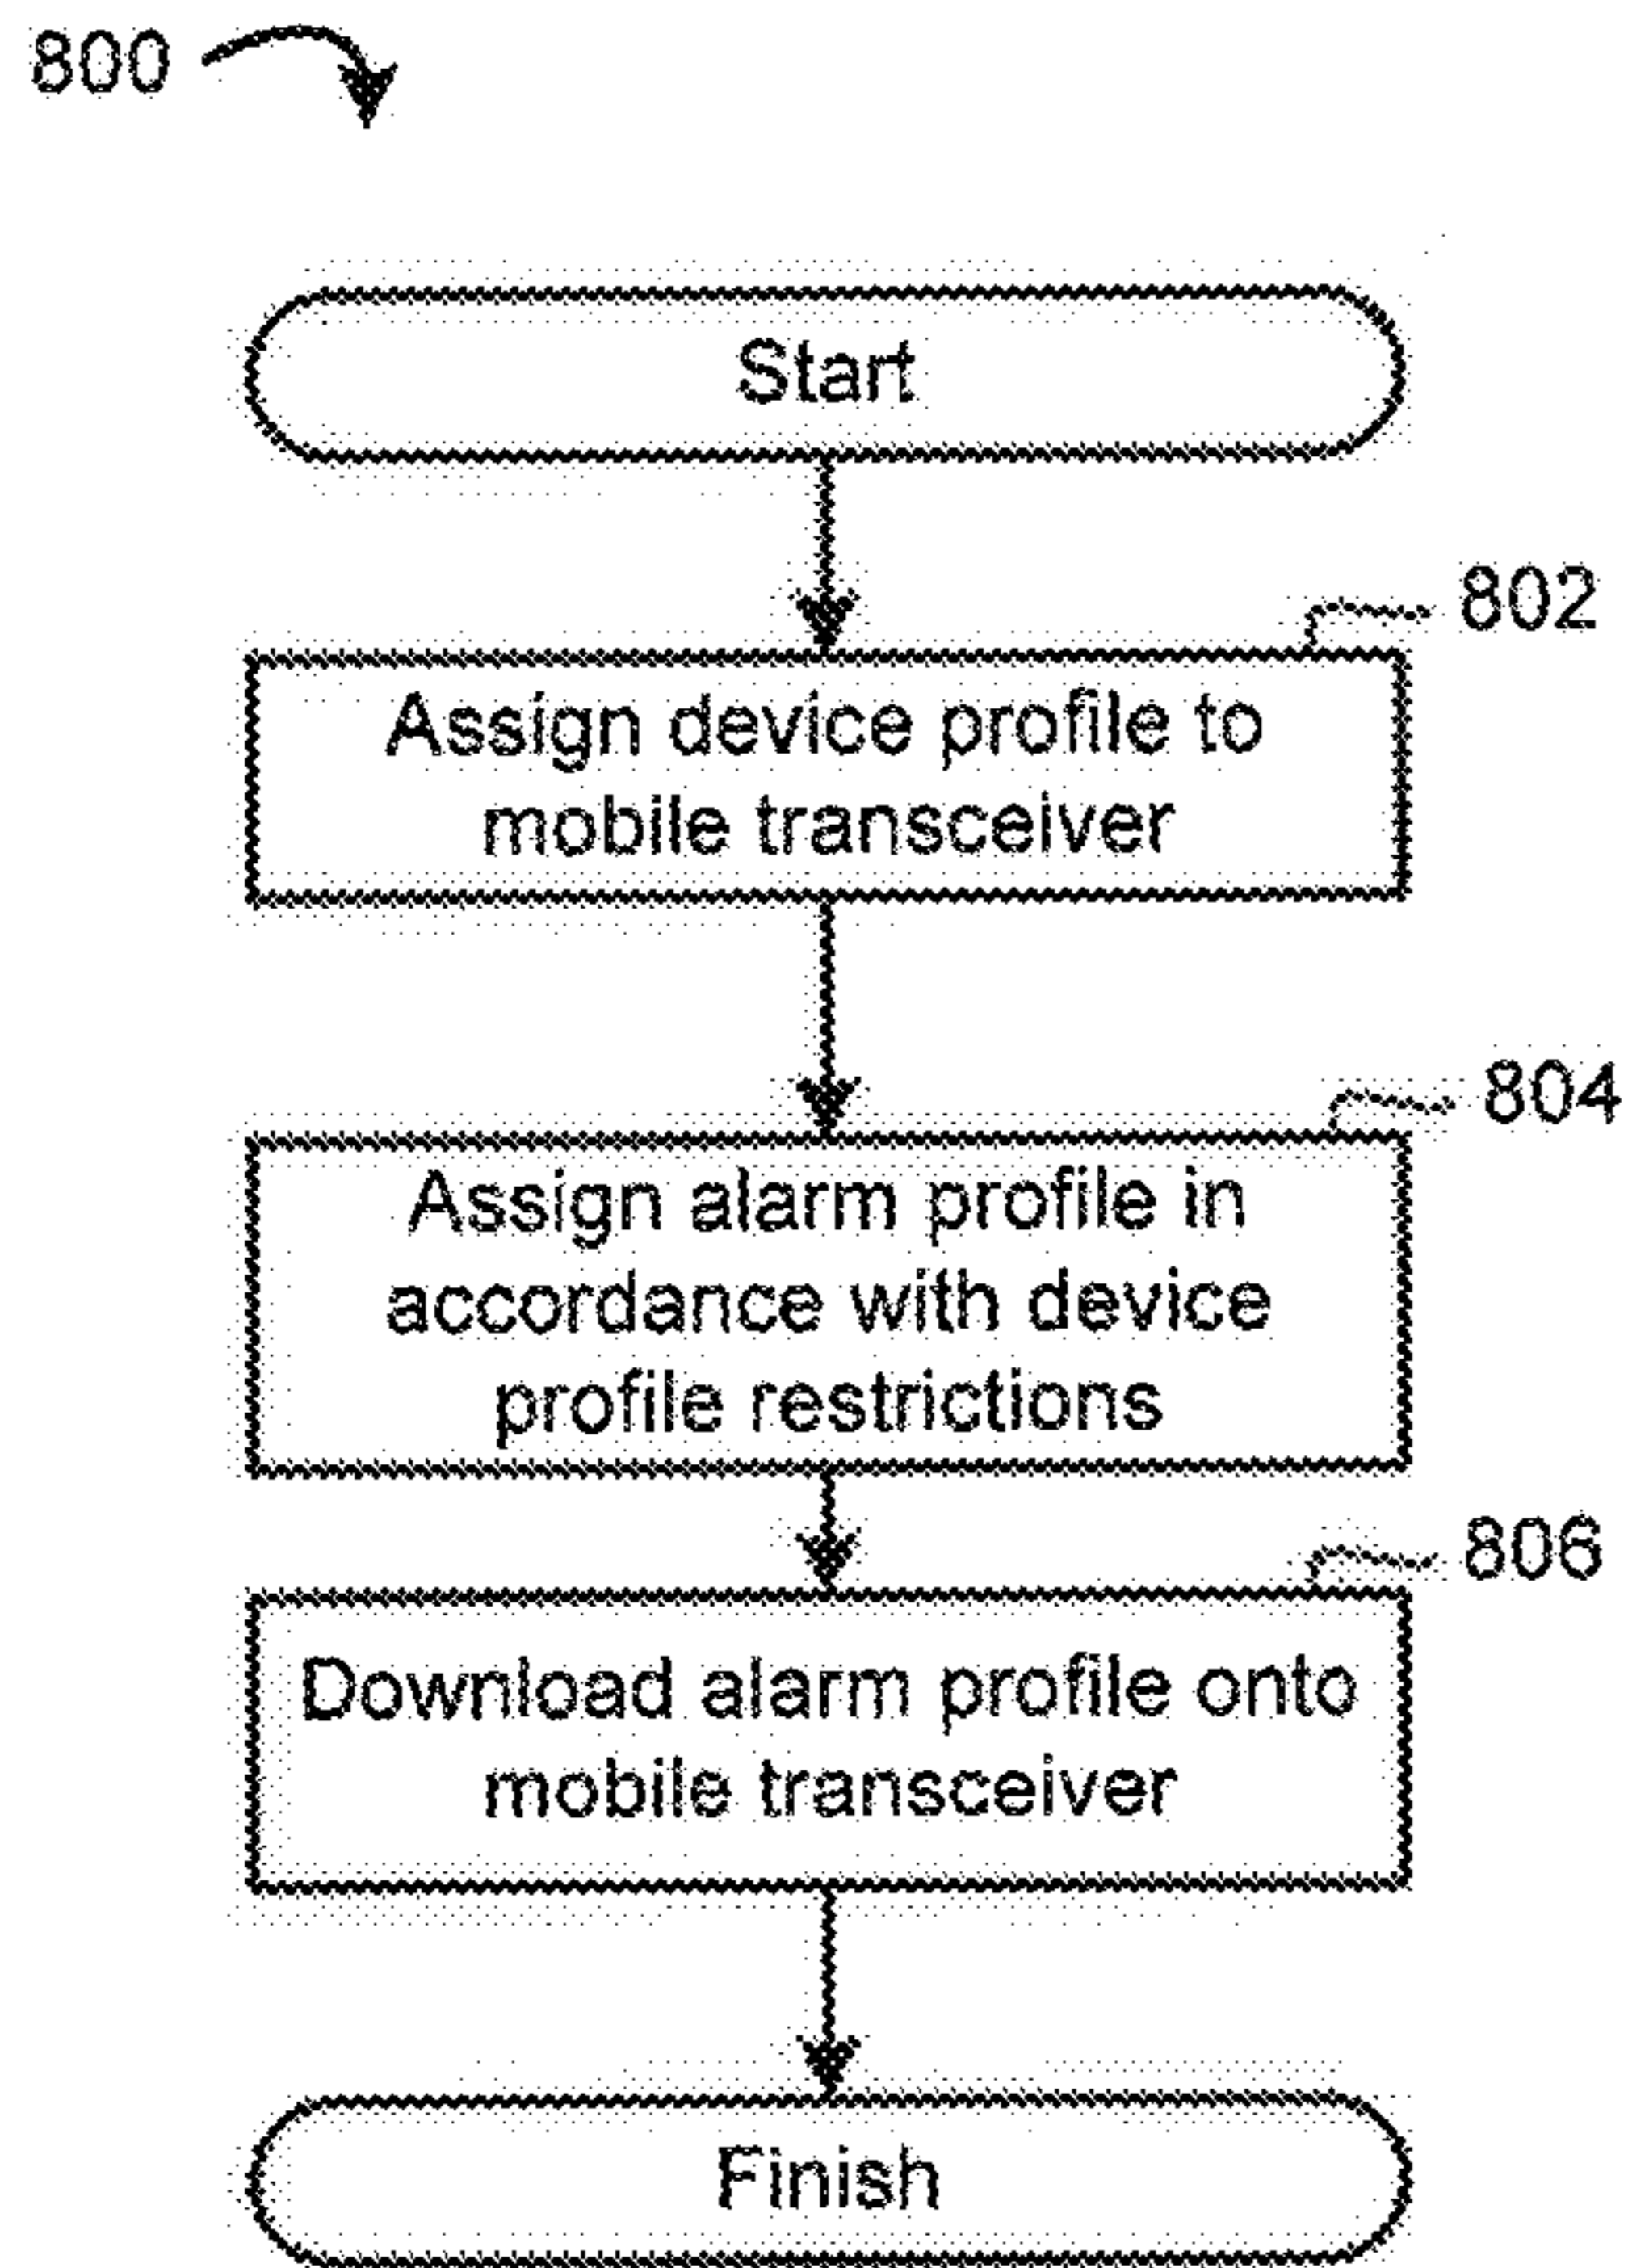 800
Start
802
Assign device profile to
mobile transceiver
804
Assign alarm profile in
accordance with device
profile restrictions
806
Download alarm profile onto
mobile transceiver
Finish